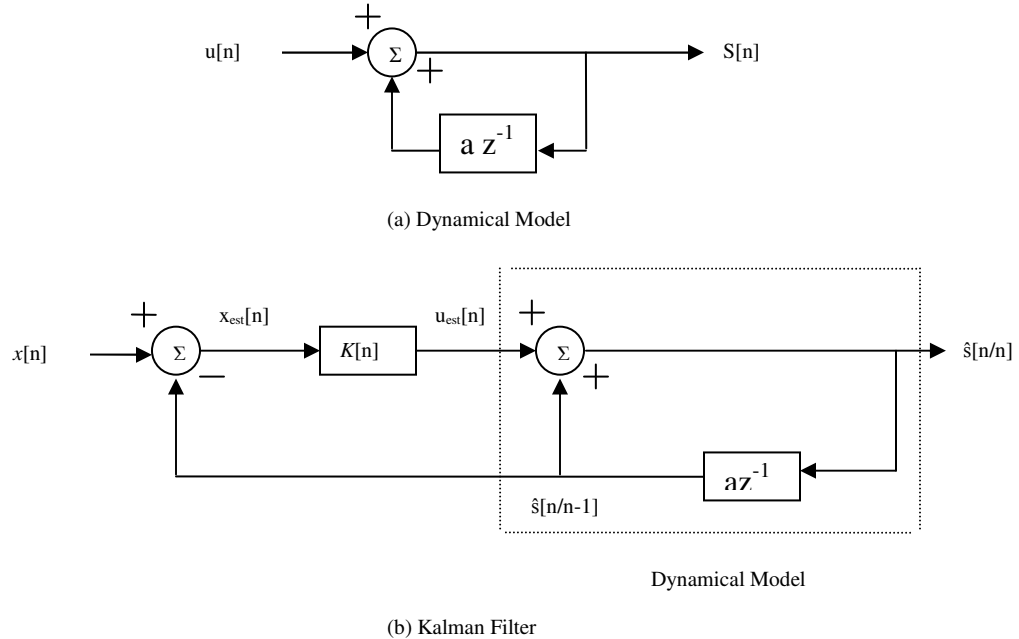 +
u[n] Σ S[n]
+
a z⁻¹
(a) Dynamical Model
+ xₑₛₜ[n] uₑₛₜ[n] +
x[n] Σ K[n] Σ ŝ[n/n]
− +
az⁻¹
ŝ[n/n-1]
Dynamical Model
(b) Kalman Filter